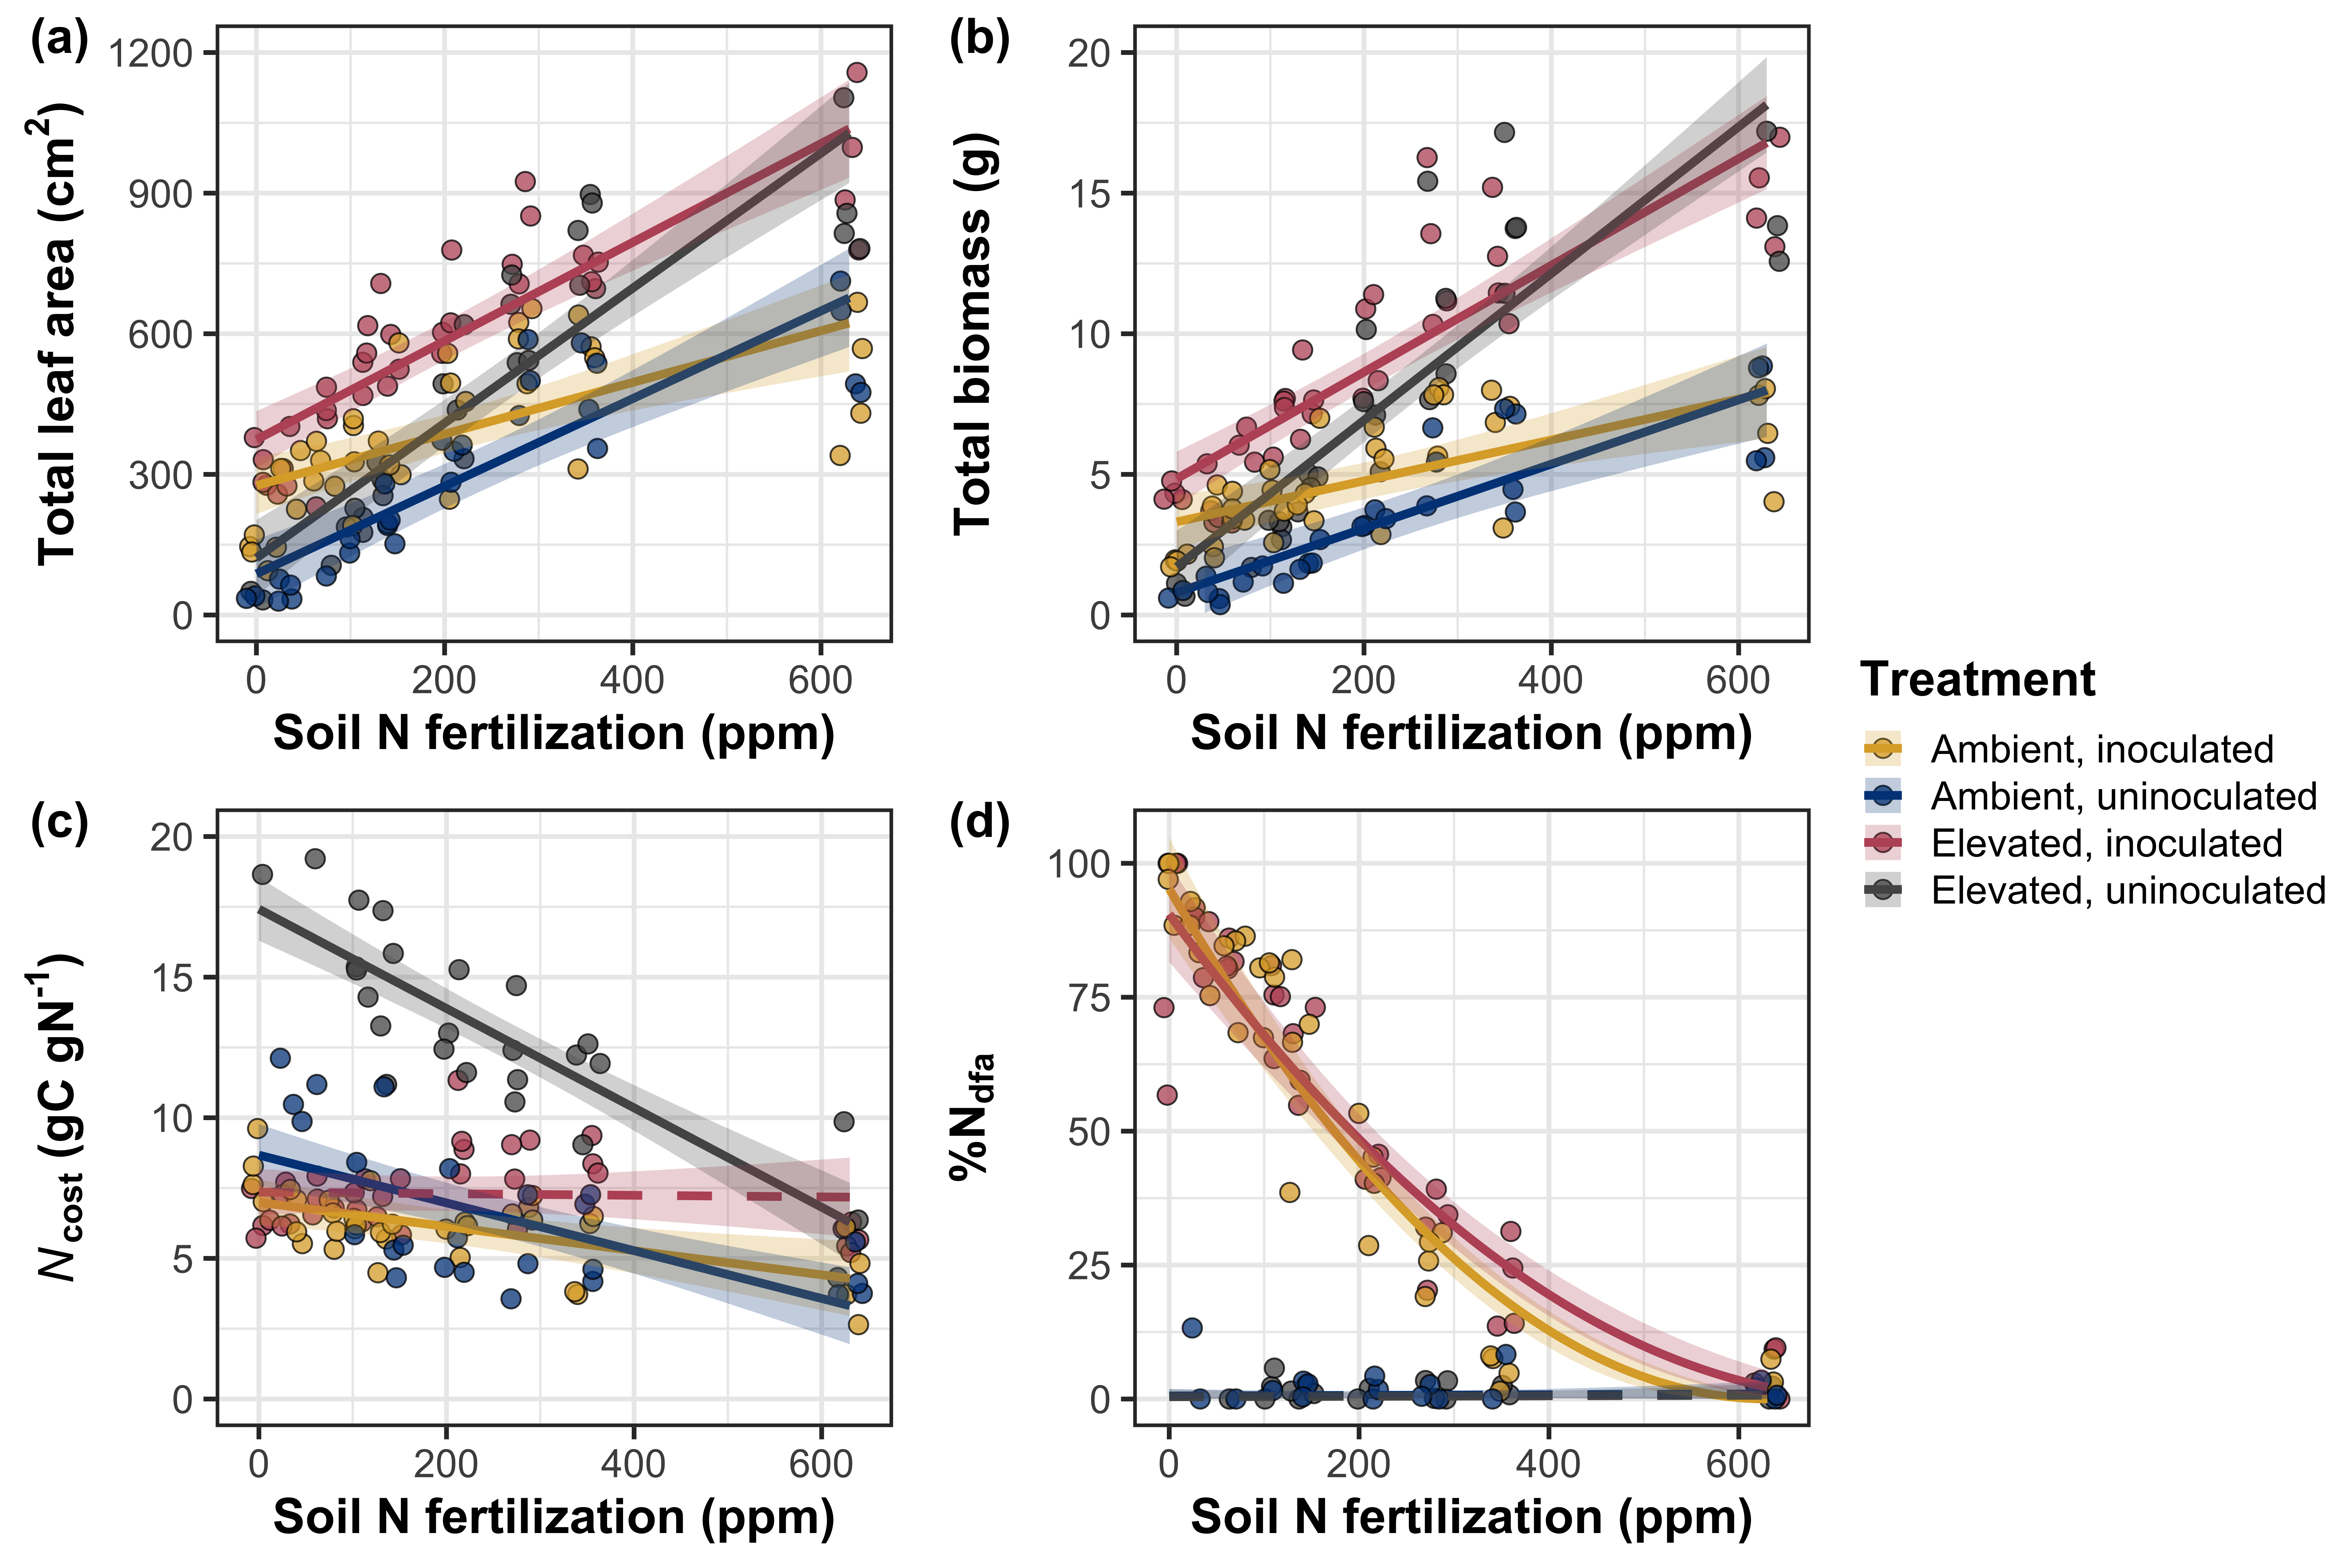 (a)
Total leaf area (cm²)
1200
900
600
300
0
0 200 400 600
Soil N fertilization (ppm)
(b)
Total biomass (g)
20
15
10
5
0
0 200 400 600
Soil N fertilization (ppm)
(c)
Ncost (gC gN⁻¹)
20
15
10
5
0
0 200 400 600
Soil N fertilization (ppm)
(d)
%Ndfa
100
75
50
25
0
0 200 400 600
Soil N fertilization (ppm)
Treatment
Ambient, inoculated
Ambient, uninoculated
Elevated, inoculated
Elevated, uninoculated